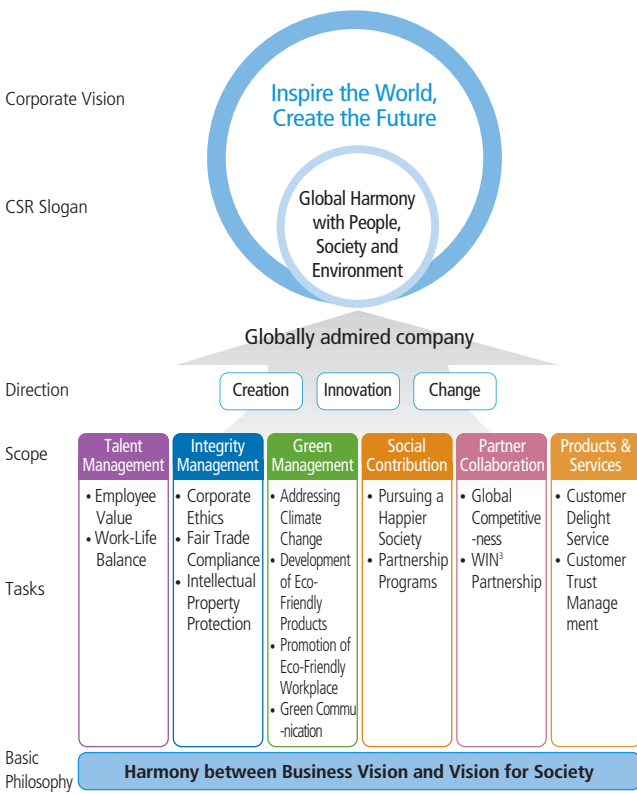 Corporate Vision
Inspire the World,
Create the Future
CSR Slogan
Global Harmony
with People,
Society and
Environment
Globally admired company
Direction
Creation
Innovation
Change
Scope
Talent
Management
Integrity
Management
Green
Management
Social
Contribution
Partner
Collaboration
Products &
Services
Tasks
• Employee
Value
• Work-Life
Balance
• Corporate
Ethics
• Fair Trade
Compliance
• Intellectual
Property
Protection
• Addressing
Climate
Change
• Development
of Eco-
Friendly
Products
• Promotion of
Eco-Friendly
Workplace
• Green Commu
-nication
• Pursuing a
Happier
Society
• Partnership
Programs
• Global
Competitive
-ness
• WIN³
Partnership
• Customer
Delight
Service
• Customer
Trust
Manage
ment
Basic
Philosophy
Harmony between Business Vision and Vision for Society